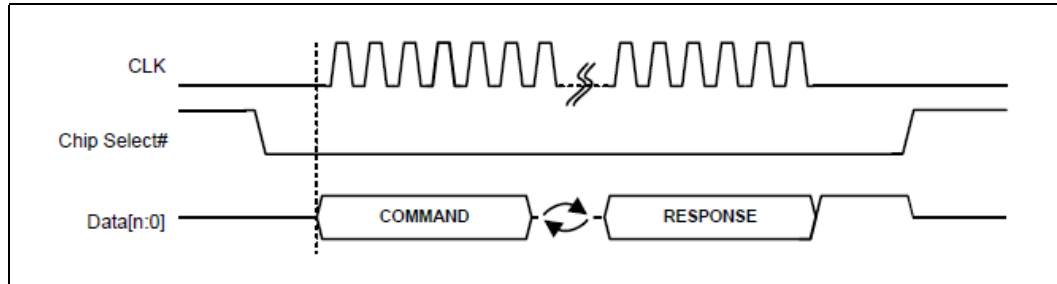 CLK
Chip Select#
Data[n:0]
COMMAND
RESPONSE